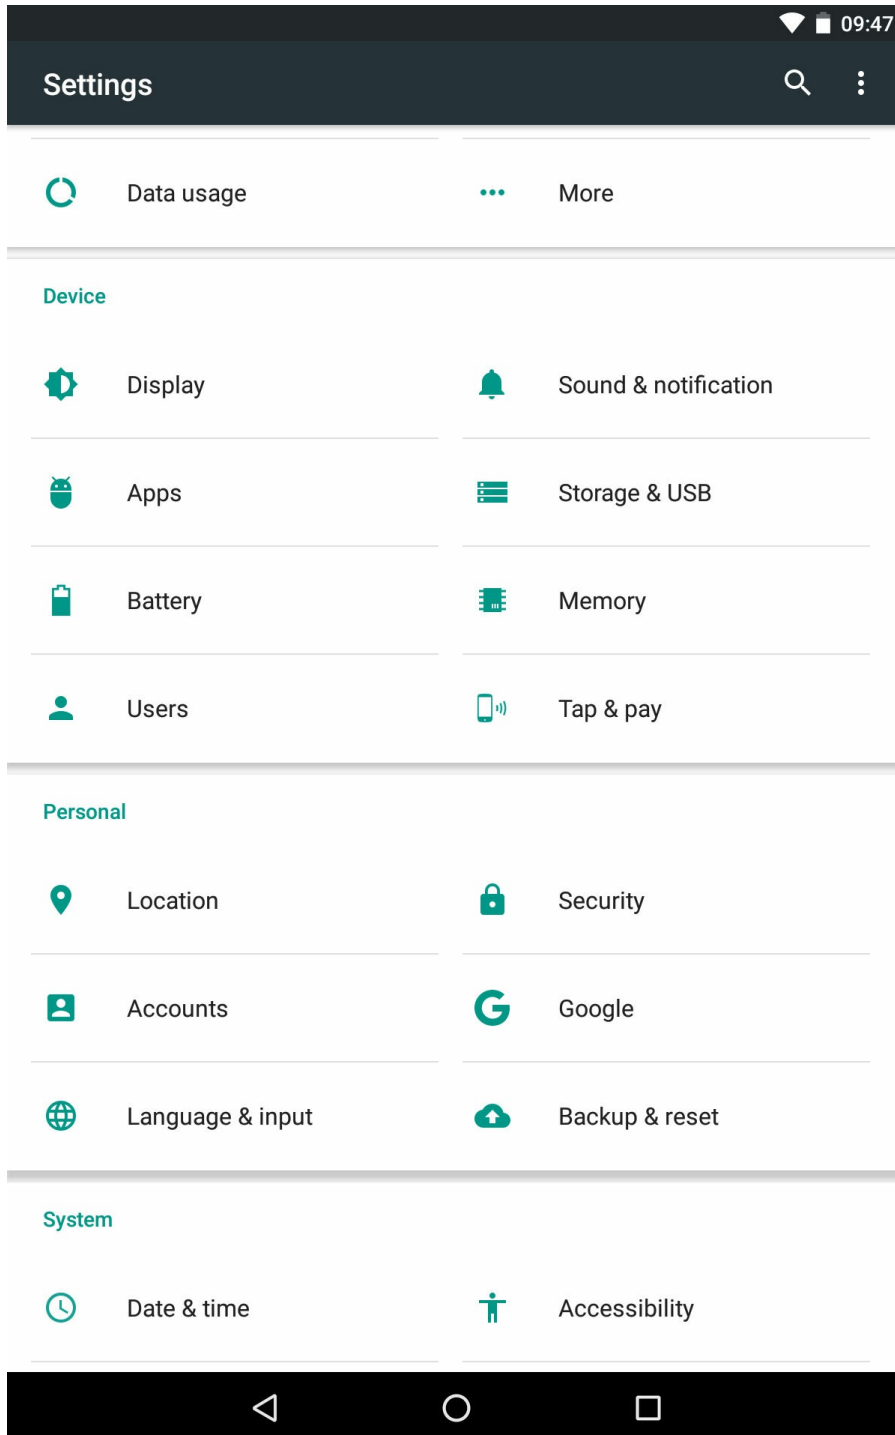 09:47
Settings
Data usage
More
Device
Display
Sound & notification
Apps
Storage & USB
Battery
Memory
Users
Tap & pay
Personal
Location
Security
Accounts
Google
Language & input
Backup & reset
System
Date & time
Accessibility